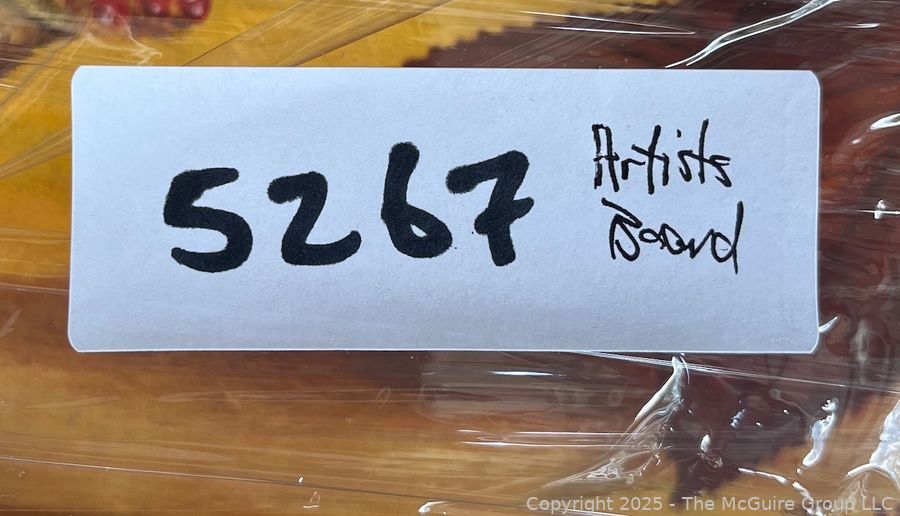 5267
Artists
Board
Copyright 2025 - The McGuire Group LLC